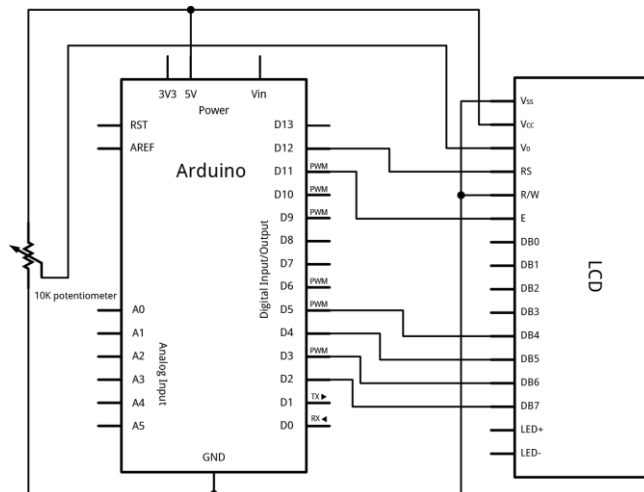 3V3 5V Vin
Power
RST
AREF
Arduino
D13
D12
D11 PWM
D10 PWM
D9 PWM
D8
D7
D6 PWM
D5 PWM
D4
D3 PWM
D2
D1 TX ▶
D0 RX ◀
Digital Input/Output
10K potentiometer
A0
A1
A2
A3
A4
A5
Analog Input
GND
Vss
Vcc
V0
RS
R/W
E
DB0
DB1
DB2
DB3
DB4
DB5
DB6
DB7
LED+
LED-
LCD